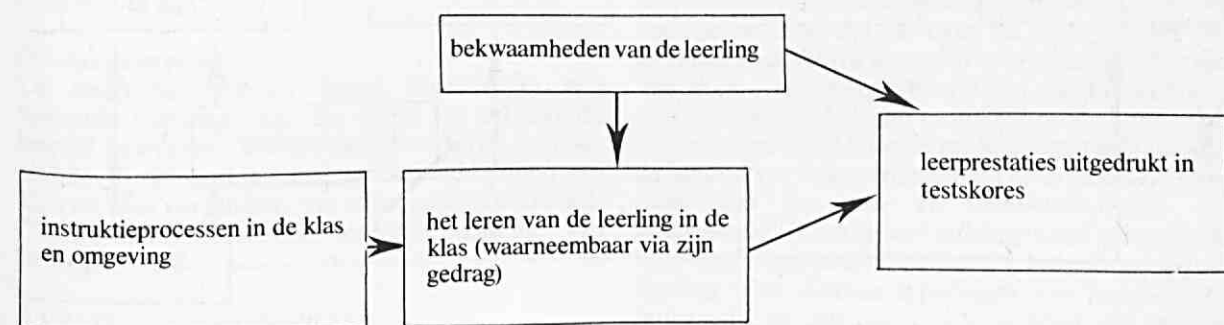 bekwaamheden van de leerling
leerprestaties uitgedrukt in
testskores
instruktieprocessen in de klas
en omgeving
het leren van de leerling in de
klas (waarneembaar via zijn
gedrag)